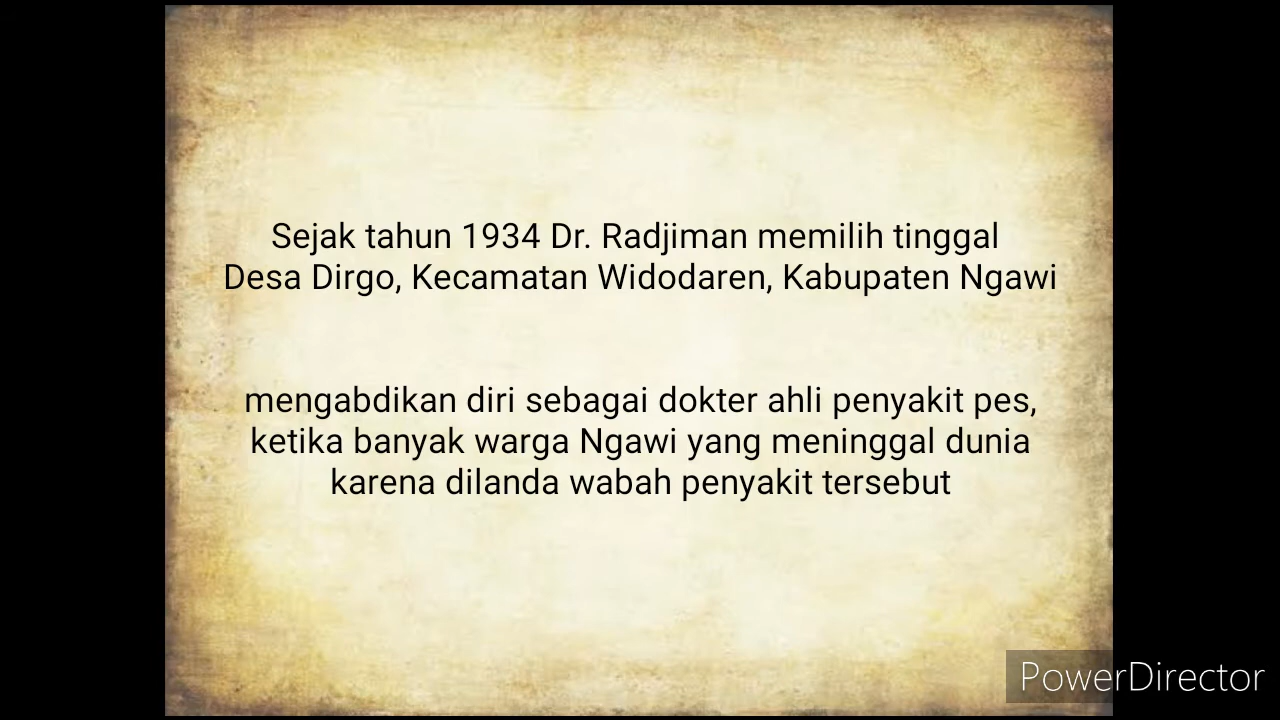 Sejak tahun 1934 Dr. Radjiman memilih tinggal
Desa Dirgo, Kecamatan Widodaren, Kabupaten Ngawi
mengabdikan diri sebagai dokter ahli penyakit pes,
ketika banyak warga Ngawi yang meninggal dunia
karena dilanda wabah penyakit tersebut
PowerDirector